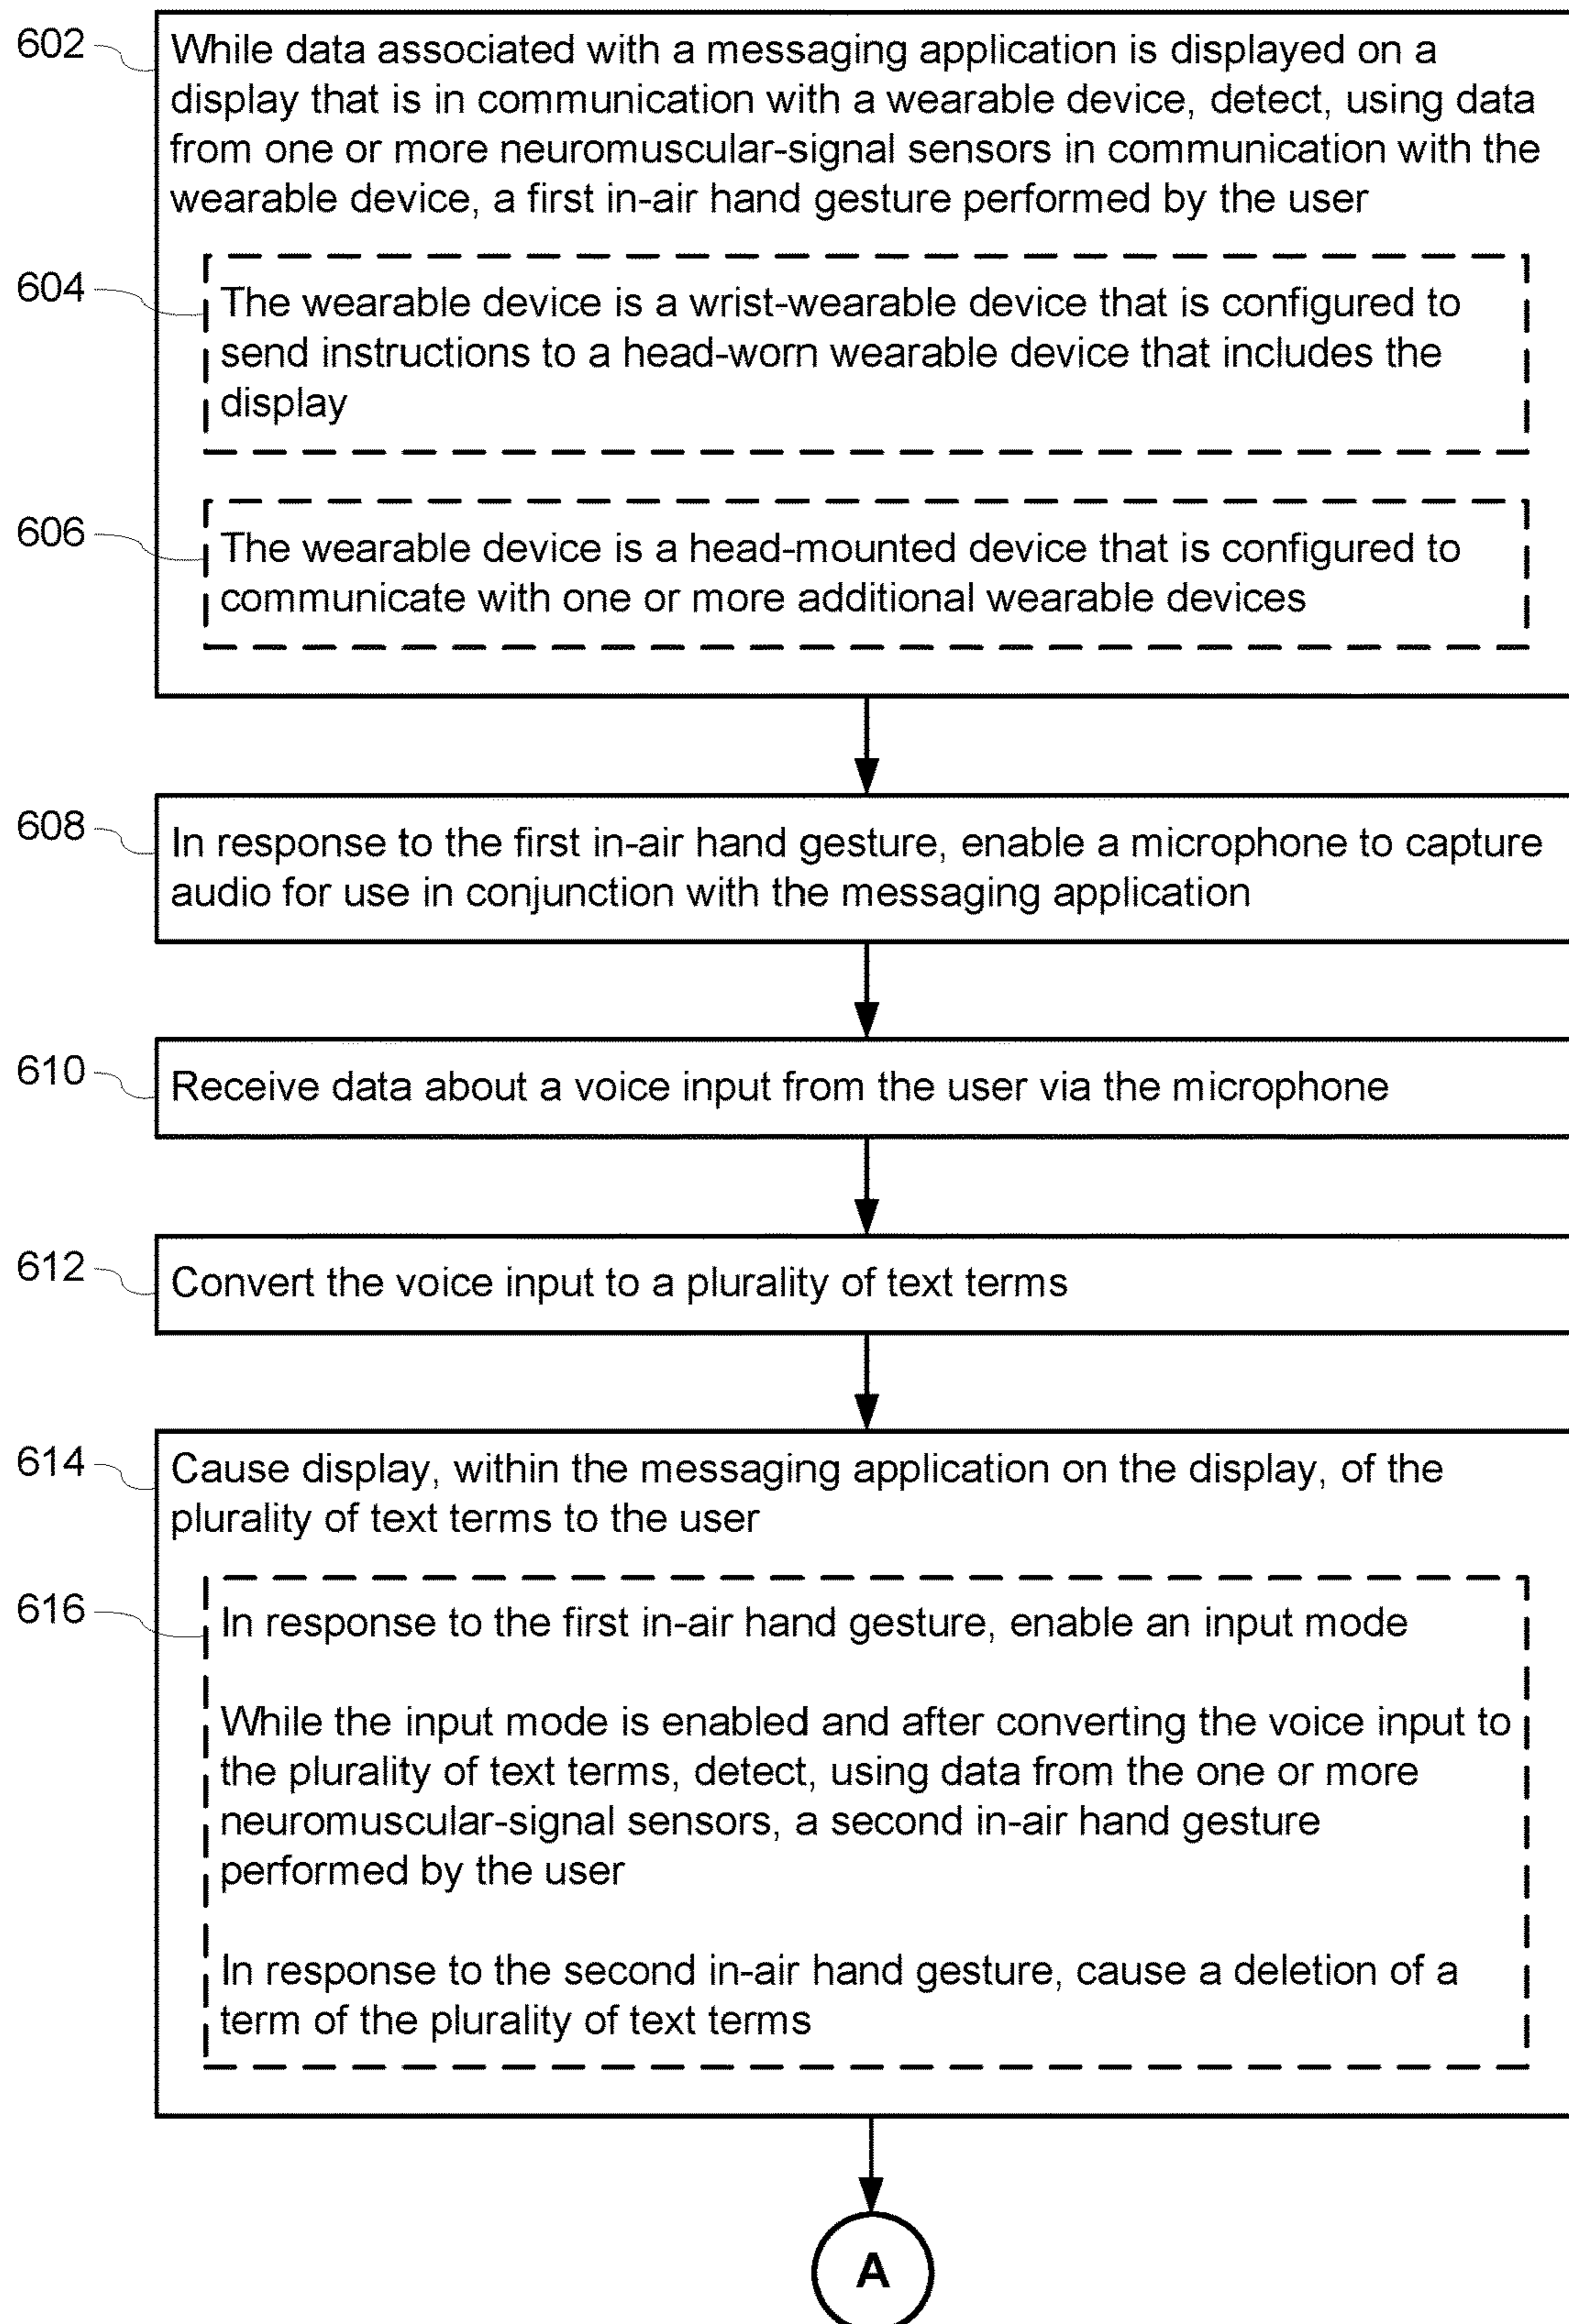 602
While data associated with a messaging application is displayed on a
display that is in communication with a wearable device, detect, using data
from one or more neuromuscular-signal sensors in communication with the
wearable device, a first in-air hand gesture performed by the user
604
The wearable device is a wrist-wearable device that is configured to
send instructions to a head-worn wearable device that includes the
display
606
The wearable device is a head-mounted device that is configured to
communicate with one or more additional wearable devices
608
In response to the first in-air hand gesture, enable a microphone to capture
audio for use in conjunction with the messaging application
610
Receive data about a voice input from the user via the microphone
612
Convert the voice input to a plurality of text terms
614
Cause display, within the messaging application on the display, of the
plurality of text terms to the user
616
In response to the first in-air hand gesture, enable an input mode
While the input mode is enabled and after converting the voice input to
the plurality of text terms, detect, using data from the one or more
neuromuscular-signal sensors, a second in-air hand gesture
performed by the user
In response to the second in-air hand gesture, cause a deletion of a
term of the plurality of text terms
A